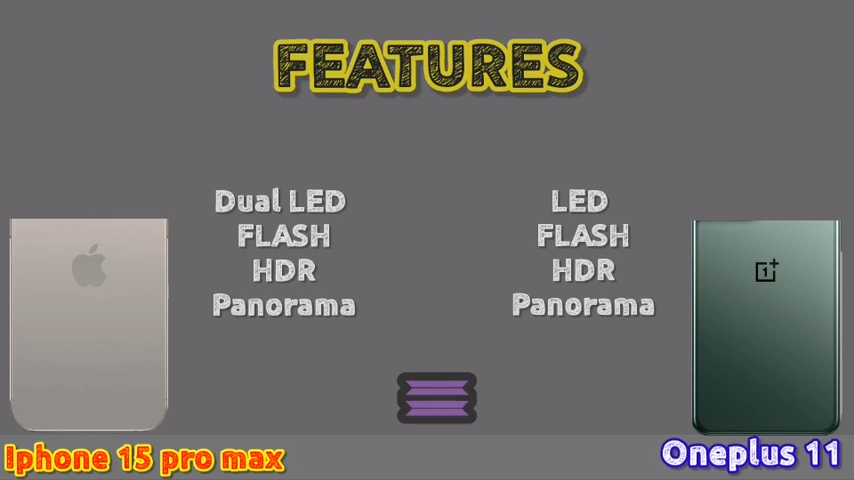 FEATURES
Dual LED
FLASH
HDR
Panorama
LED
FLASH
HDR
Panorama
Iphone 15 pro max
Oneplus 11